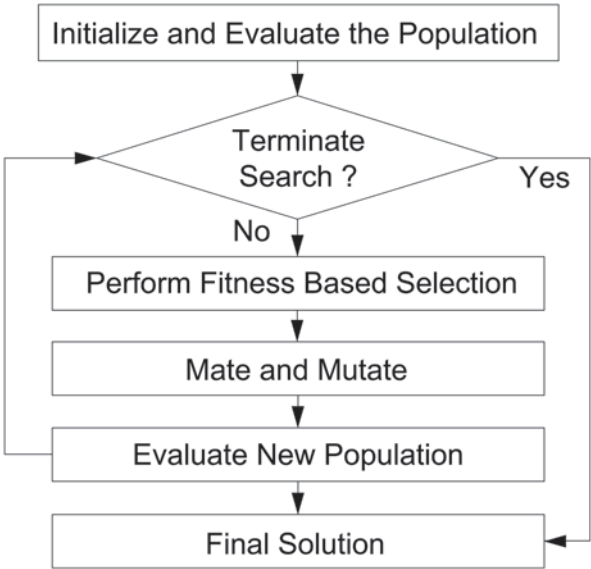 Initialize and Evaluate the Population
Terminate
Search ?
Yes
No
Perform Fitness Based Selection
Mate and Mutate
Evaluate New Population
Final Solution